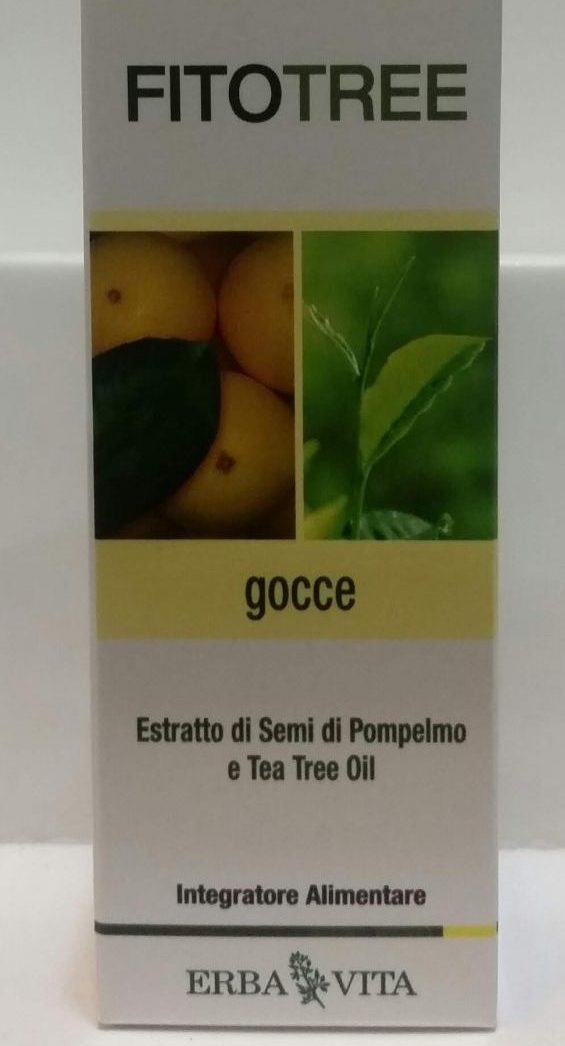 FITOTREE
gocce
Estratto di Semi di Pompelmo
e Tea Tree Oil
Integratore Alimentare
ERBA VITA